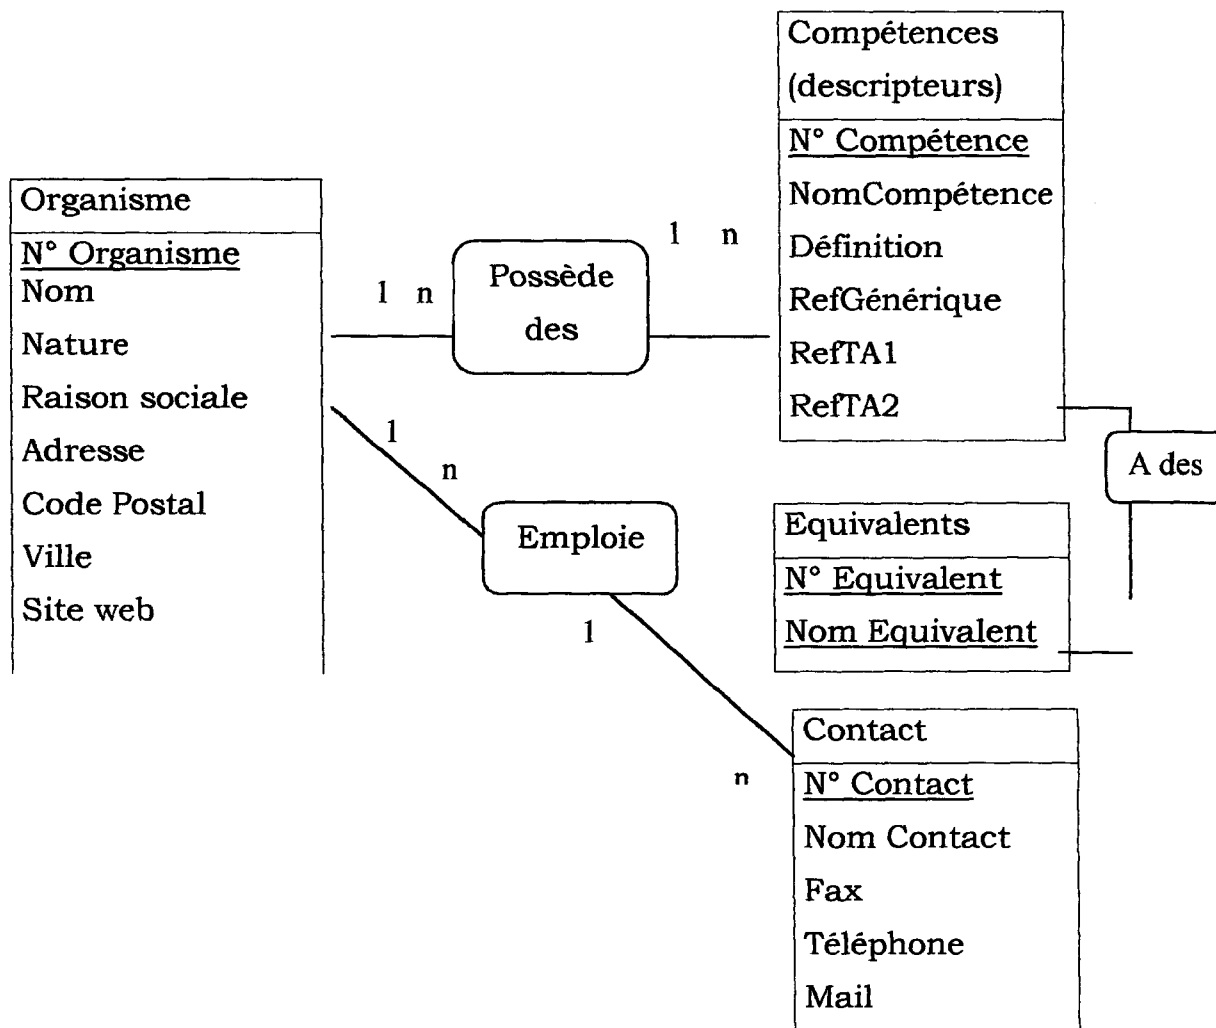 Organisme
N° Organisme
Nom
Nature
Raison sociale
Adresse
Code Postal
Ville
Site web
1 n
Possède
des
1 n
Compétences
(descripteurs)
N° Compétence
NomCompétence
Définition
RefGénérique
RefTA1
RefTA2
A des
1
n
Emploie
1
n
Equivalents
N° Equivalent
Nom Equivalent
Contact
N° Contact
Nom Contact
Fax
Téléphone
Mail